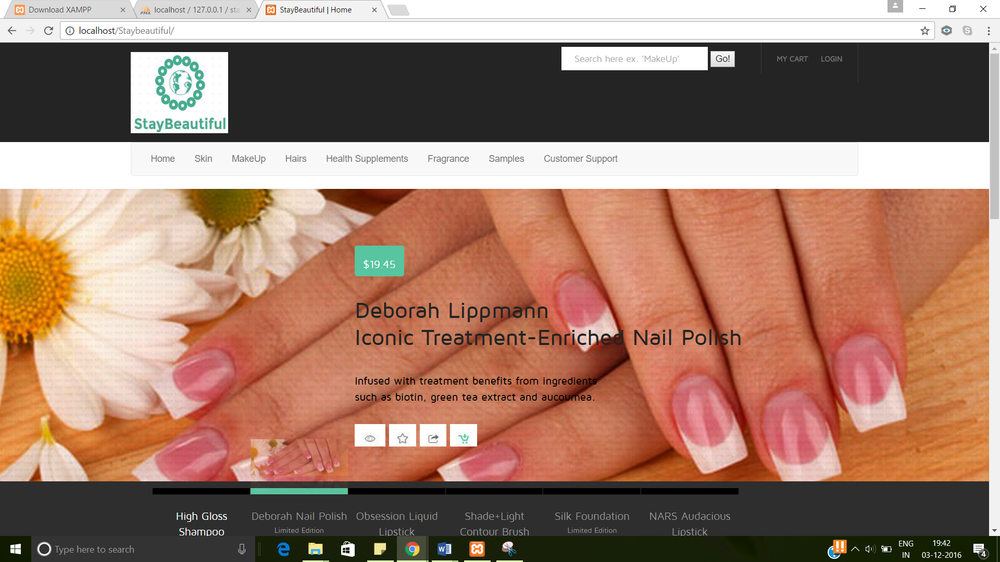 Download XAMPP
localhost / 127.0.0.1 / sta
StayBeautiful | Home
localhost/Staybeautiful/
Search here ex. 'MakeUp'
Go!
MY CART
LOGIN
StayBeautiful
Home
Skin
MakeUp
Hairs
Health Supplements
Fragrance
Samples
Customer Support
$19.45
Deborah Lippmann
Iconic Treatment-Enriched Nail Polish
Infused with treatment benefits from ingredients
such as biotin, green tea extract and aucoumea.
High Gloss
Shampoo
Deborah Nail Polish
Limited Edition
Obsession Liquid
Lipstick
Shade+Light
Contour Brush
Silk Foundation
Limited Edition
NARS Audacious
Lipstick
Type here to search
ENG
IN
19:42
03-12-2016
4